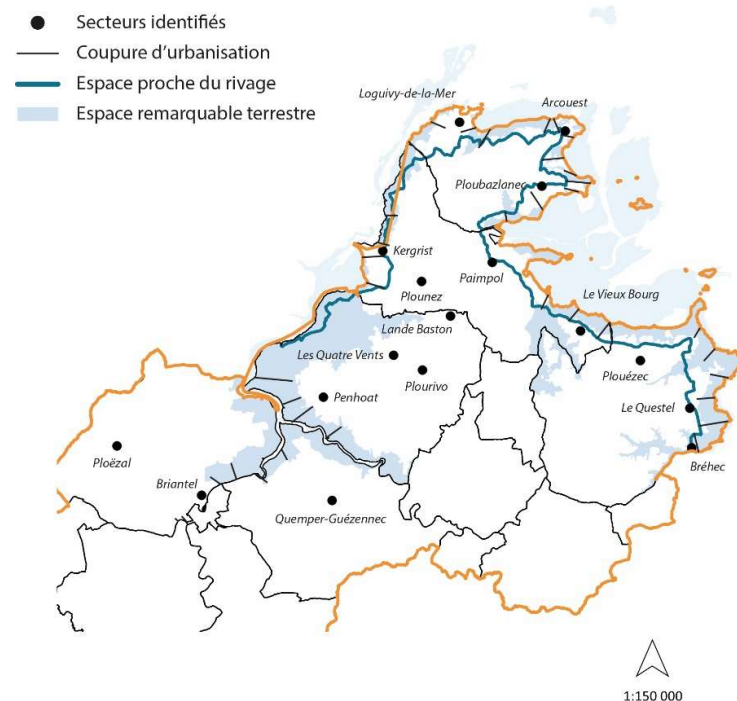 Secteurs identifiés
Coupure d'urbanisation
Espace proche du rivage
Espace remarquable terrestre
Loguivy-de-la-Mer
Arcouest
Ploubazlanec
Kergrist
Paimpol
Plounez
Le Vieux Bourg
Lande Baston
Les Quatre Vents
Plouézec
Plourivo
Penhoat
Le Questel
Ploëzal
Bréhec
Briantel
Quemper-Guézennec
1:150 000